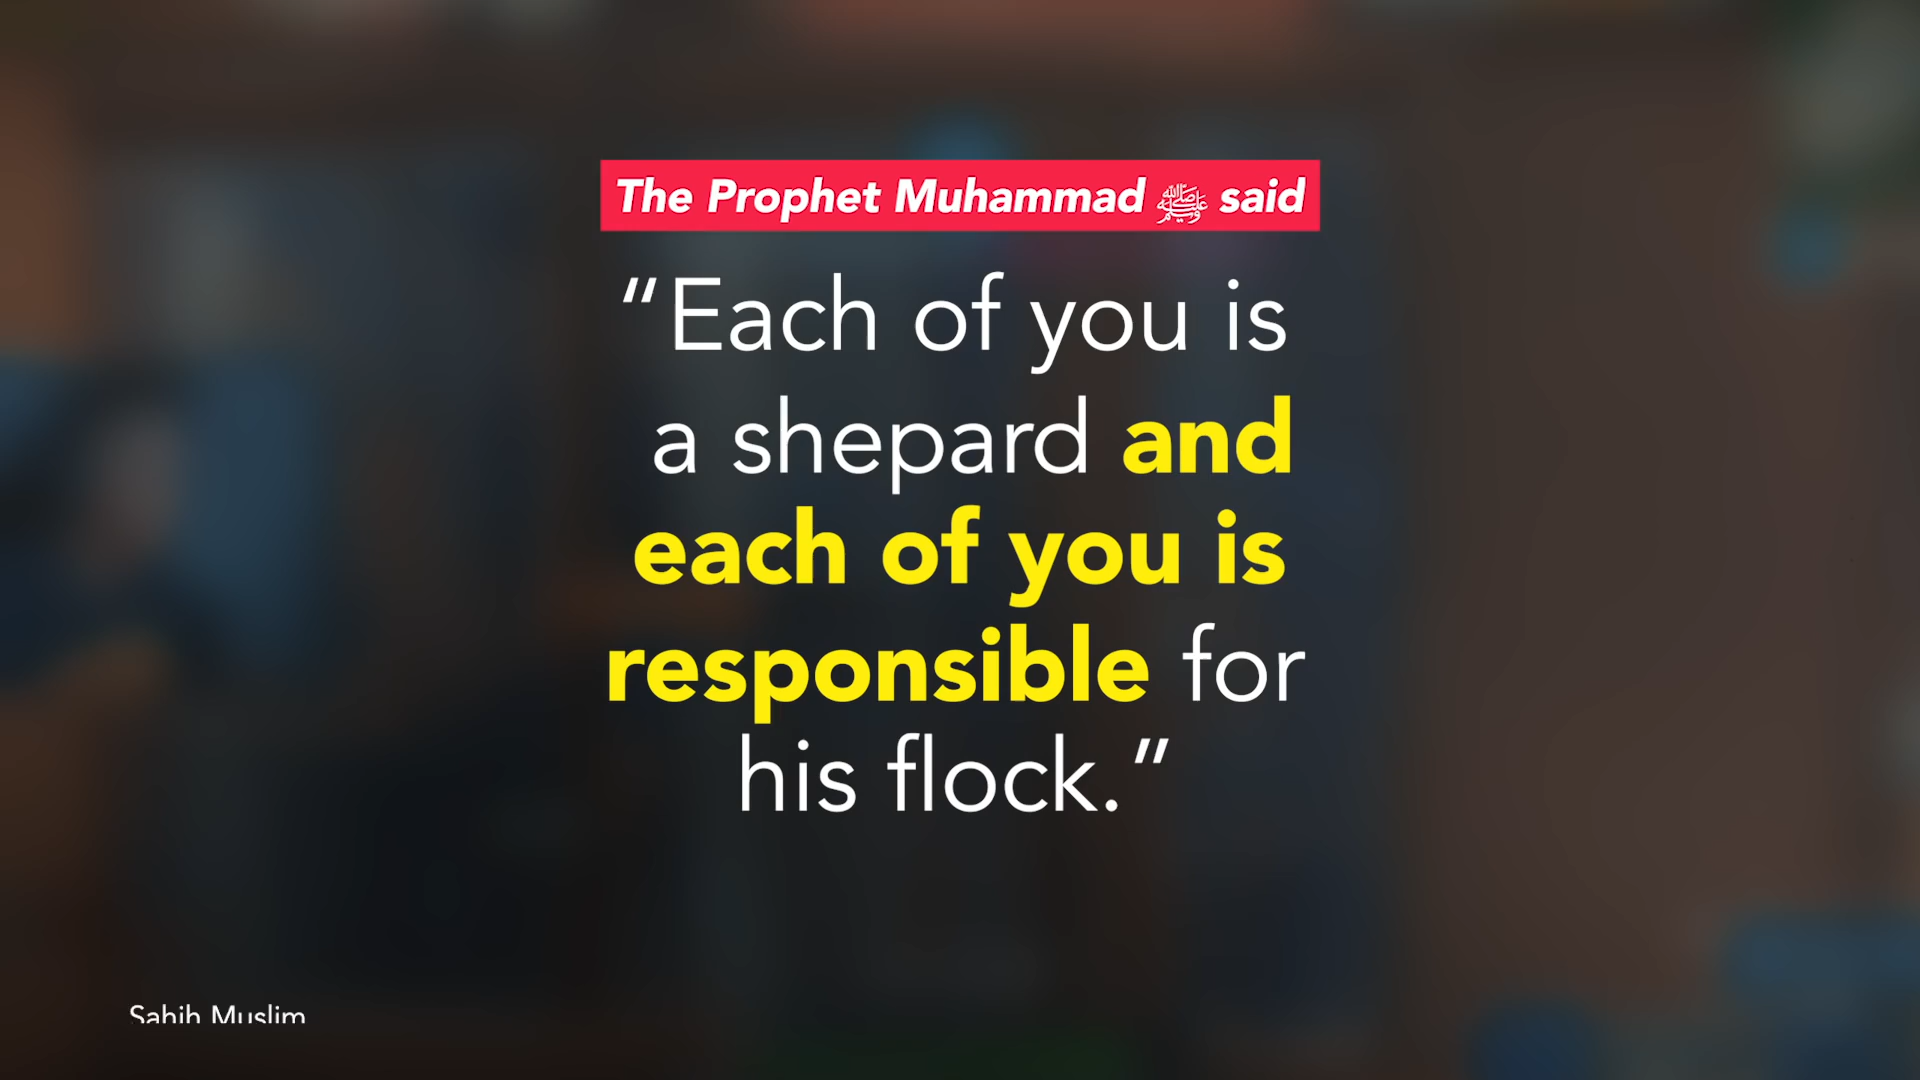 The Prophet Muhammad ﷺ said
“Each of you is
a shepard and
each of you is
responsible for
his flock.”
Sahih Muslim